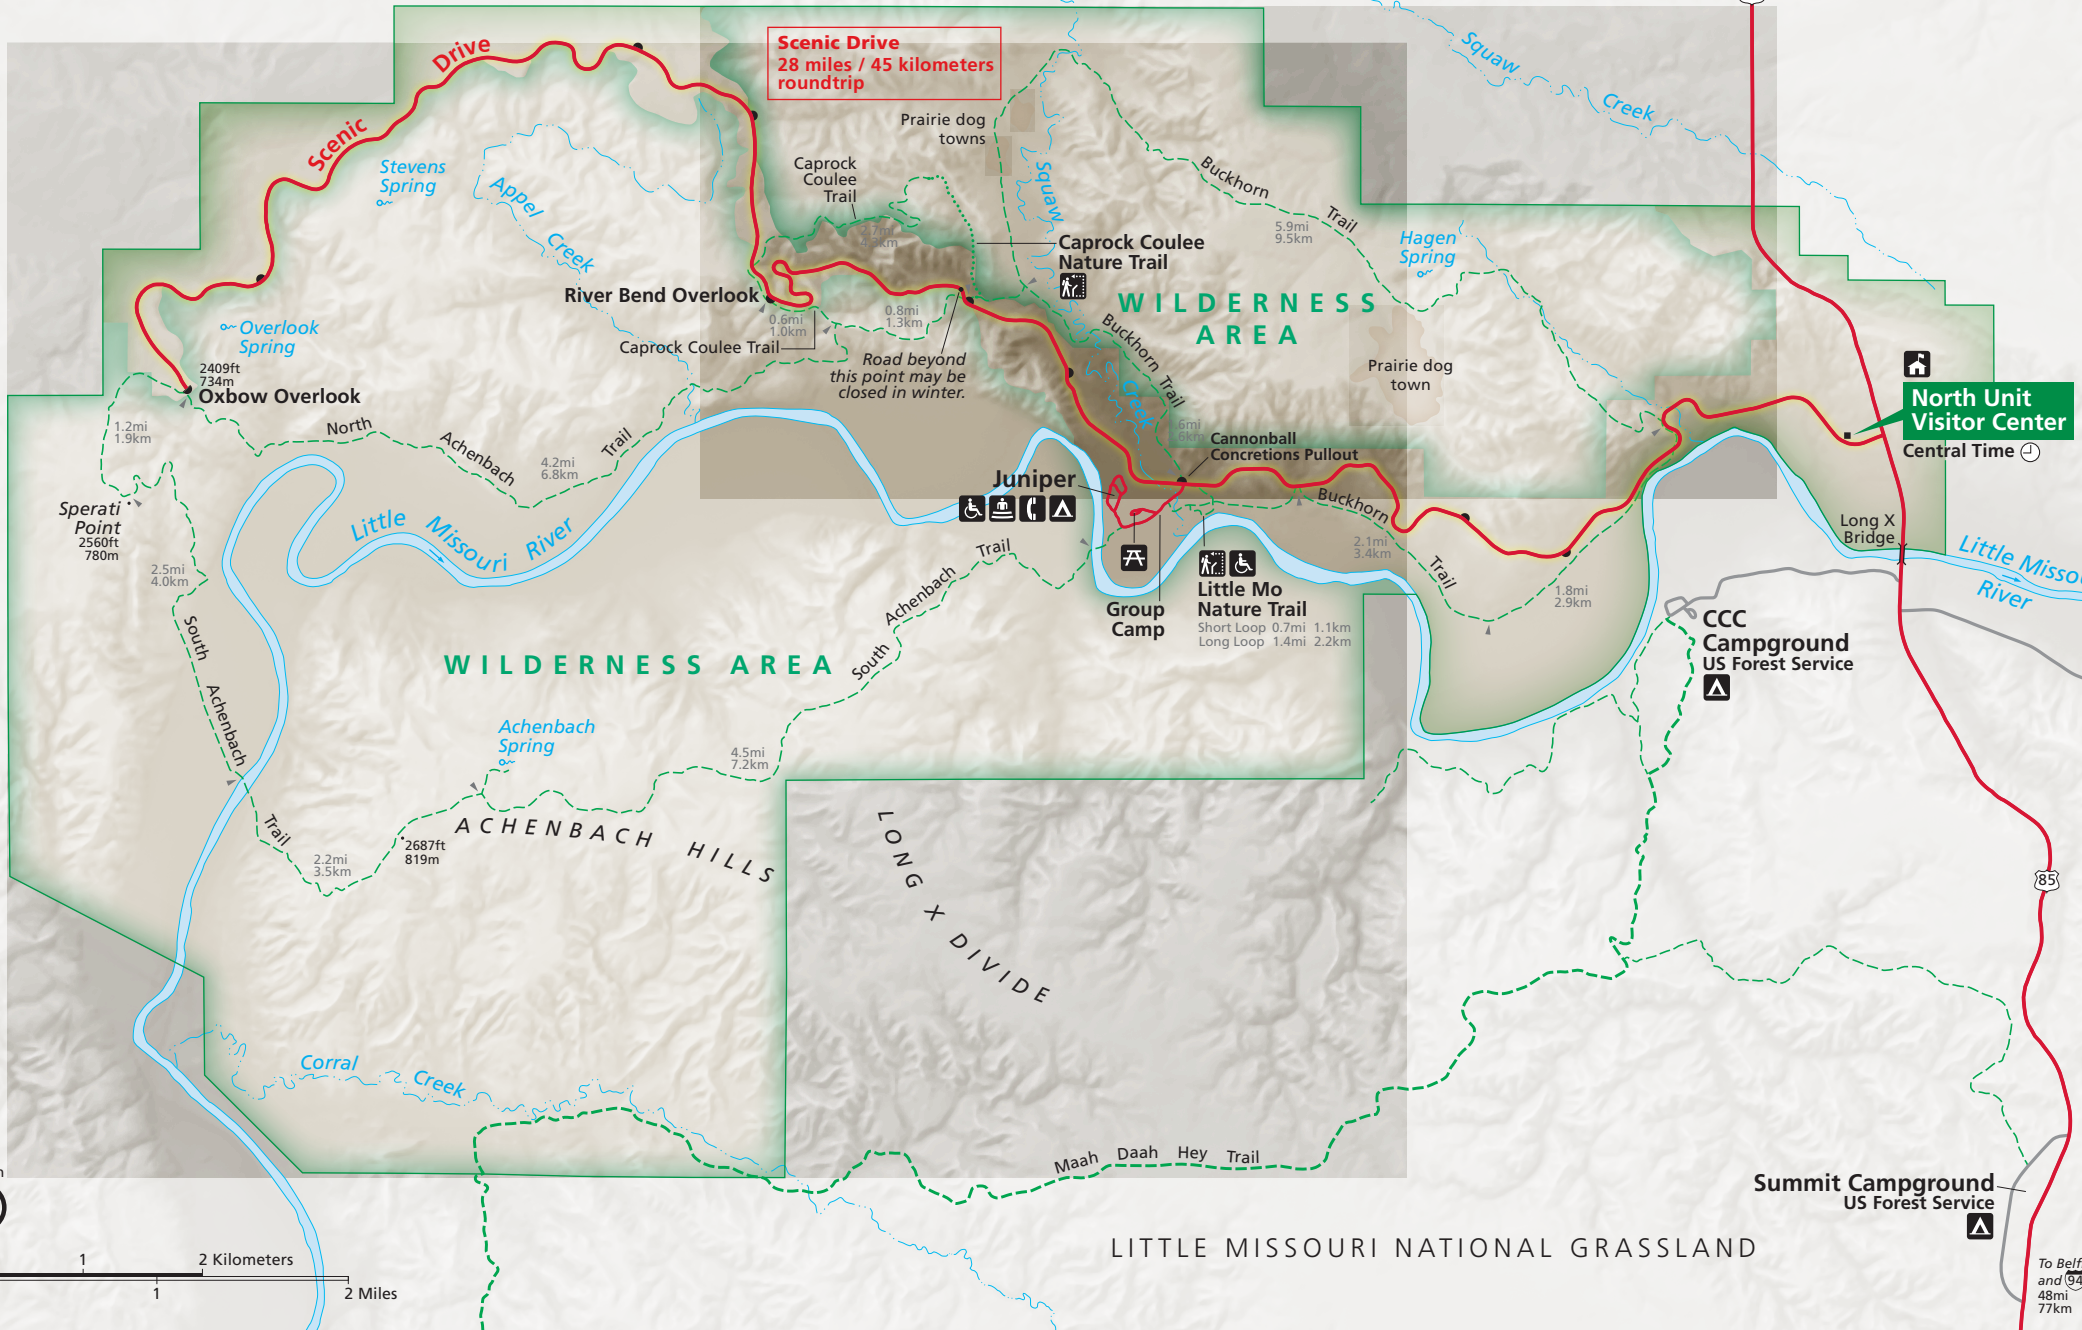 Scenic Drive
28 miles / 45 kilometers
roundtrip
Scenic
Drive
Squaw
Creek
Prairie dog
towns
Stevens
Spring
Appel
Creek
Caprock
Coulee
Trail
Squaw
Buckhorn
Trail
5.9mi
9.5km
Hagen
Spring
Caprock Coulee
Nature Trail
River Bend Overlook
WILDERNESS
AREA
0.6mi
1.0km
0.8mi
1.3km
Overlook
Spring
Caprock Coulee Trail
Road beyond
this point may be
closed in winter.
Buckhorn Trail
Creek
Prairie dog
town
2409ft
734m
Oxbow Overlook
North Unit
Visitor Center
Central Time
1.2mi
1.9km
North
Achenbach
Trail
4.2mi
6.8km
Cannonball
Concretions Pullout
Juniper
Buckhorn
Trail
2.1mi
3.4km
Sperati
Point
2560ft
780m
Little
Missouri
River
Long X
Bridge
Little Misso
River
2.5mi
4.0km
South
Achenbach
Trail
Group
Camp
Little Mo
Nature Trail
Short Loop 0.7mi 1.1km
Long Loop 1.4mi 2.2km
1.8mi
2.9km
CCC
Campground
US Forest Service
South
Achenbach
Trail
WILDERNESS AREA
Achenbach
Spring
4.5mi
7.2km
2.2mi
3.5km
2687ft
819m
ACHENBACH HILLS
LONG X DIVIDE
85
Corral
Creek
Maah Daah Hey Trail
Summit Campground
US Forest Service
LITTLE MISSOURI NATIONAL GRASSLAND
1
2 Kilometers
1
2 Miles
To Belf
and 94
48mi
77km